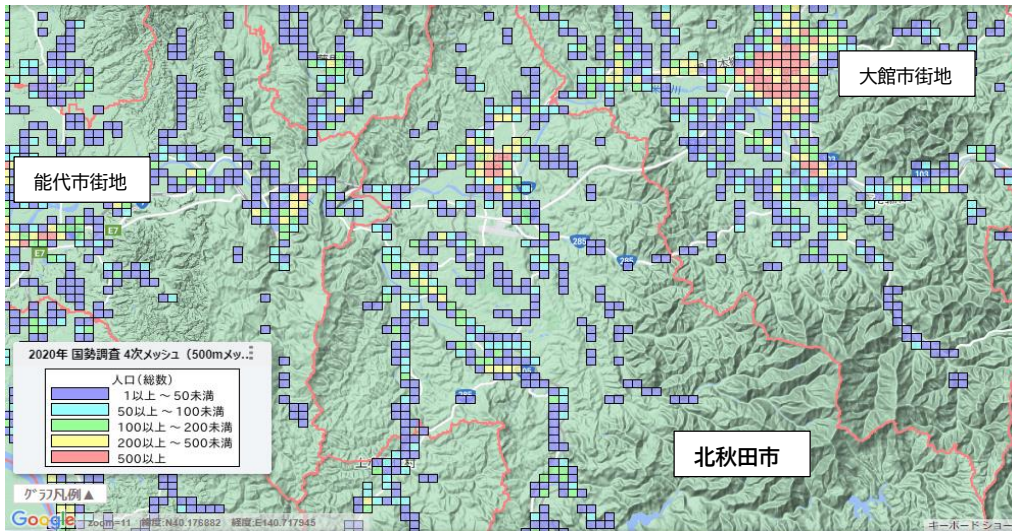 大館市街地
能代市街地
E7
E7
103
285
285
2020年 国勢調査 4次メッシュ（500mメッ...
人口（総数）
1以上 ～ 50未満
50以上 ～ 100未満
100以上 ～ 200未満
200以上 ～ 500未満
500以上
北秋田市
グラフ凡例▲
Google zoom=11 緯度:N40.176882 経度:E140.717945
キーボード ショー